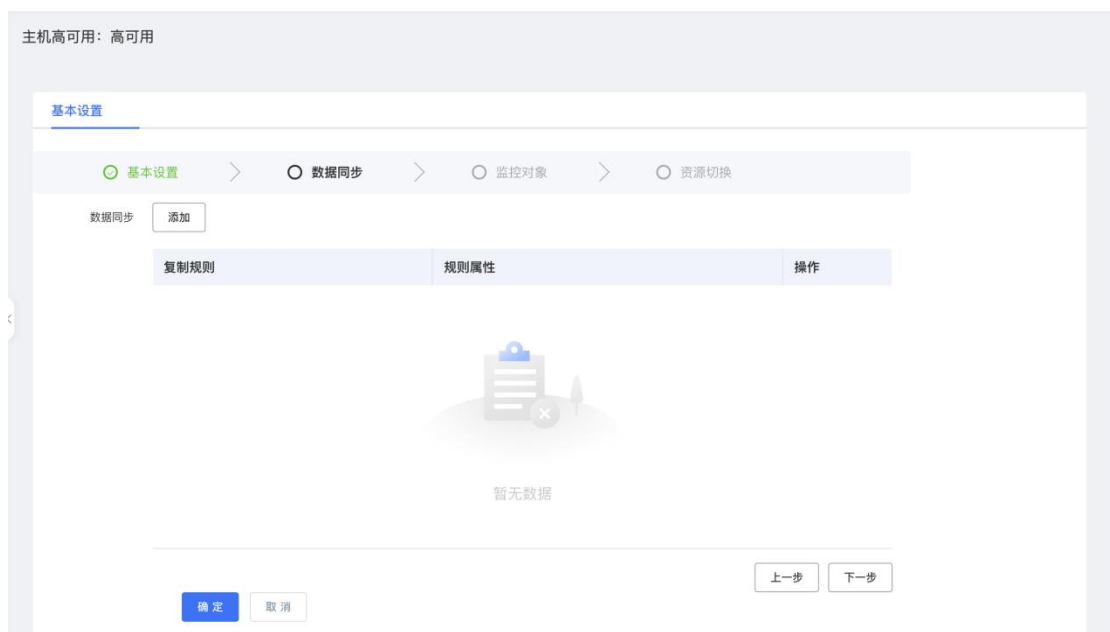 主机高可用：高可用
基本设置
基本设置 数据同步 监控对象 资源切换
数据同步 添加
复制规则 规则属性 操作
暂无数据
上一步 下一步
确定 取消